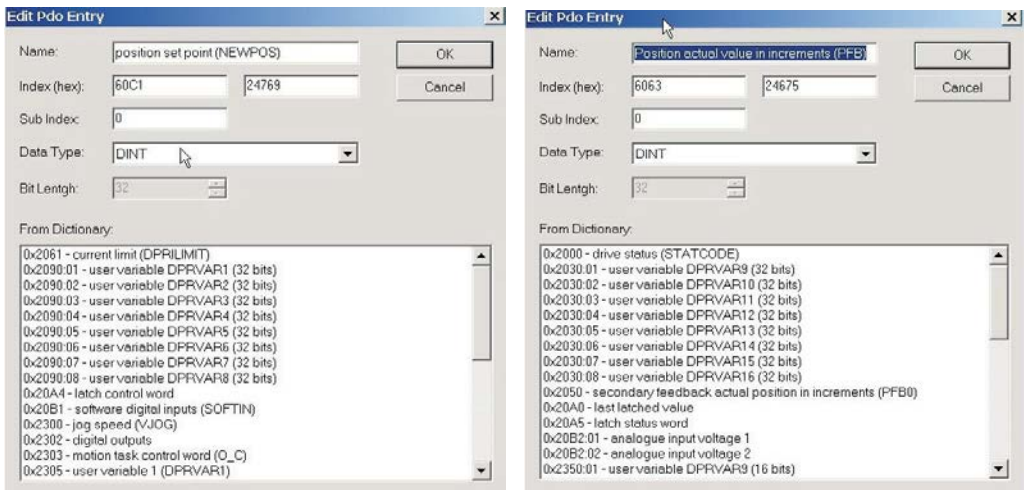 Edit Pdo Entry
Name:
position set point (NEWPOS)
OK
Index (hex):
60C1
24769
Cancel
Sub Index:
0
Data Type:
DINT
Bit Lentgh:
32
From Dictionary:
0x2061 - current limit (DPRILIMIT)
0x2090:01 - user variable DPRVAR1 (32 bits)
0x2090:02 - user variable DPRVAR2 (32 bits)
0x2090:03 - user variable DPRVAR3 (32 bits)
0x2090:04 - user variable DPRVAR4 (32 bits)
0x2090:05 - user variable DPRVAR5 (32 bits)
0x2090:06 - user variable DPRVAR6 (32 bits)
0x2090:07 - user variable DPRVAR7 (32 bits)
0x2090:08 - user variable DPRVAR8 (32 bits)
0x20A4 - latch control word
0x20B1 - software digital inputs (SOFTIN)
0x2300 - jog speed (VJOG)
0x2302 - digital outputs
0x2303 - motion task control word (O_C)
0x2305 - user variable 1 (DPRVAR1)
Edit Pdo Entry
Name:
Position actual value in increments (PFB)
OK
Index (hex):
6063
24675
Cancel
Sub Index:
0
Data Type:
DINT
Bit Lentgh:
32
From Dictionary:
0x2000 - drive status (STATCODE)
0x2030:01 - user variable DPRVAR9 (32 bits)
0x2030:02 - user variable DPRVAR10 (32 bits)
0x2030:03 - user variable DPRVAR11 (32 bits)
0x2030:04 - user variable DPRVAR12 (32 bits)
0x2030:05 - user variable DPRVAR13 (32 bits)
0x2030:06 - user variable DPRVAR14 (32 bits)
0x2030:07 - user variable DPRVAR15 (32 bits)
0x2030:08 - user variable DPRVAR16 (32 bits)
0x2050 - secondary feedback actual position in increments (PFB0)
0x20A0 - last latched value
0x20A5 - latch status word
0x20B2:01 - analogue input voltage 1
0x20B2:02 - analogue input voltage 2
0x2350:01 - user variable DPRVAR9 (16 bits)